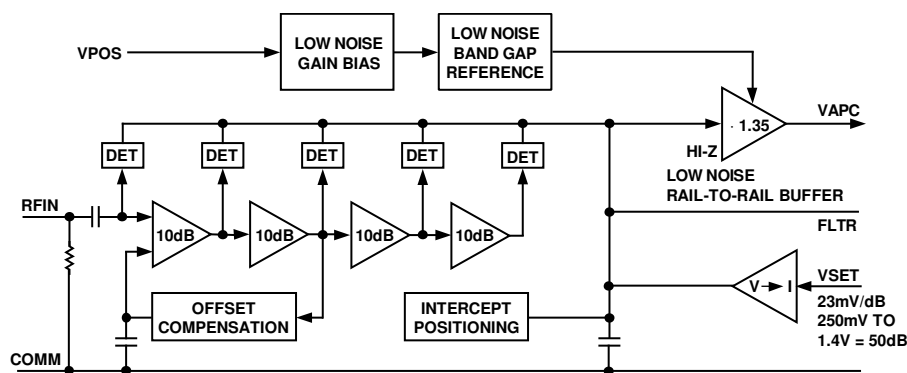 VPOS
LOW NOISE
GAIN BIAS
LOW NOISE
BAND GAP
REFERENCE
· 1.35
VAPC
HI-Z
LOW NOISE
RAIL-TO-RAIL BUFFER
DET
DET
DET
DET
DET
RFIN
10dB
10dB
10dB
10dB
FLTR
OFFSET
COMPENSATION
INTERCEPT
POSITIONING
V
I
VSET
23mV/dB
250mV TO
1.4V = 50dB
COMM